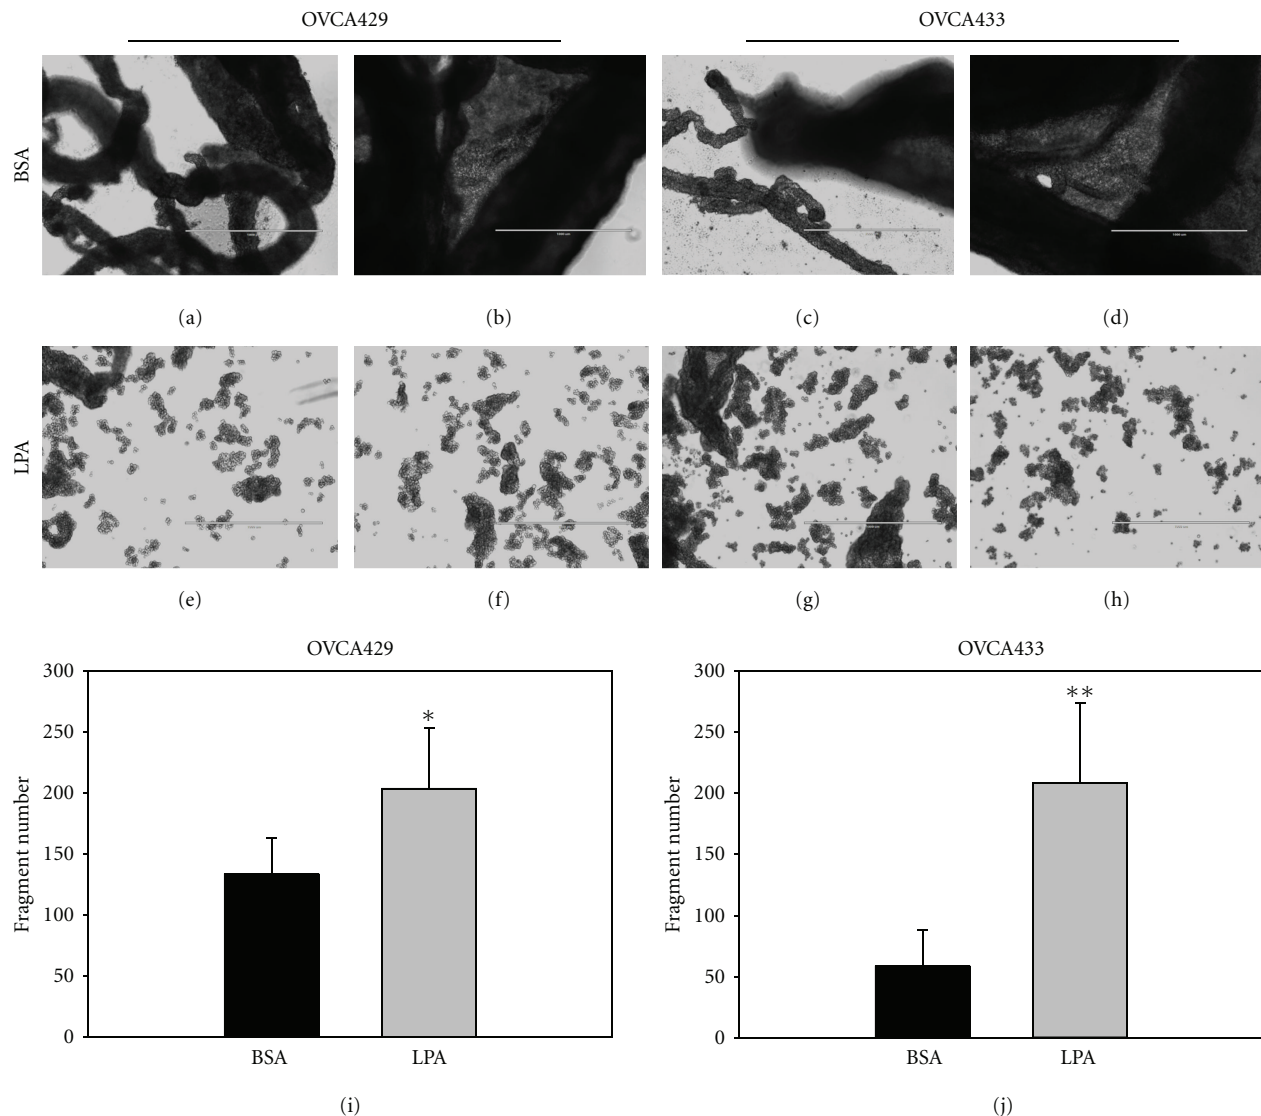 OVCA429 OVCA433
BSA
(a) (b) (c) (d)
LPA
(e) (f) (g) (h)
OVCA429
300
250
200
150
100
50
0
Fragment number
*
BSA LPA
(i)
OVCA433
300
250
200
150
100
50
0
Fragment number
**
BSA LPA
(j)